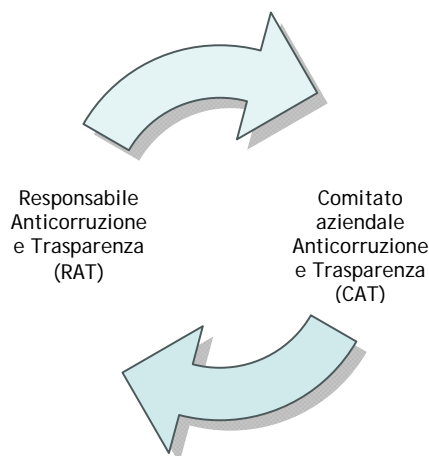 Responsabile
Anticorruzione
e Trasparenza
(RAT)
Comitato
aziendale
Anticorruzione
e Trasparenza
(CAT)